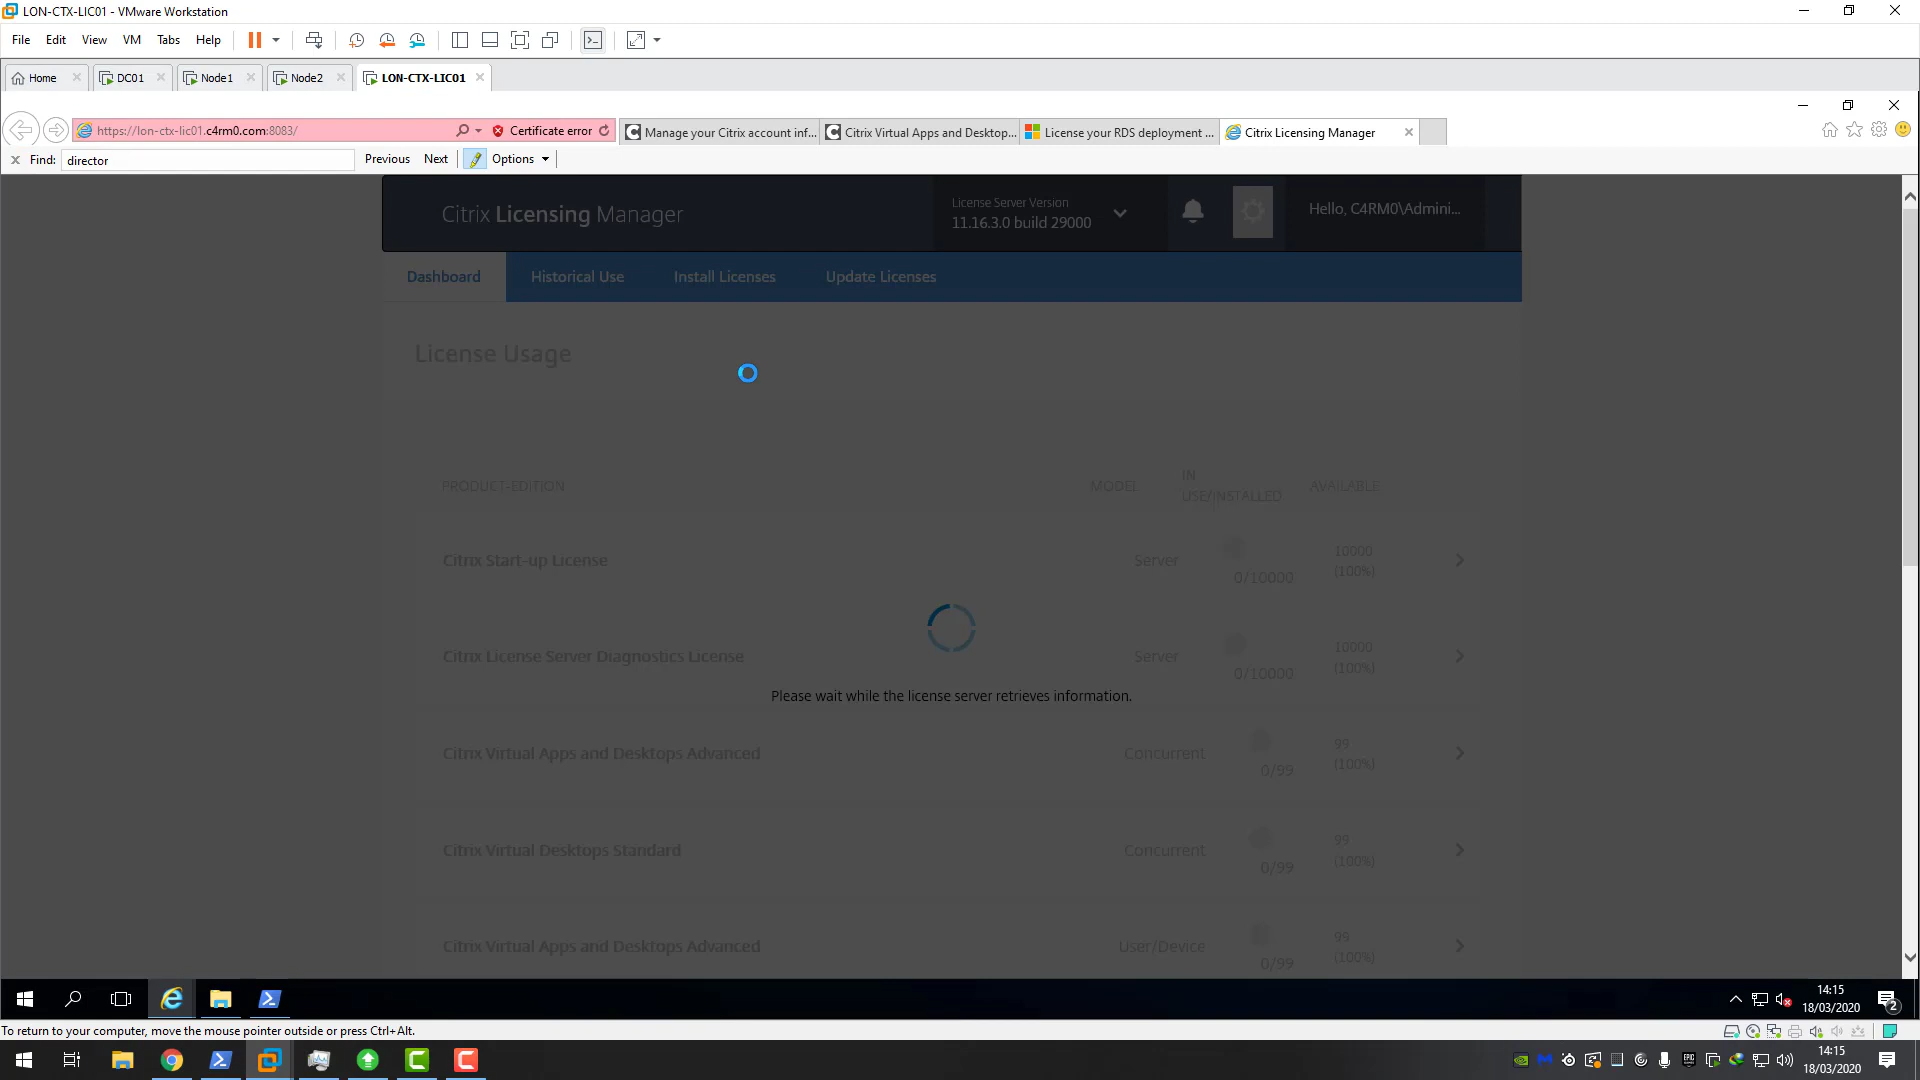 LON-CTX-LIC01 - VMware Workstation
File Edit View VM Tabs Help
Home DC01 Node1 Node2 LON-CTX-LIC01
https://lon-ctx-lic01.c4rm0.com:8083/ Certificate error Manage your Citrix account inf... Citrix Virtual Apps and Desktop... License your RDS deployment ... Citrix Licensing Manager
Find: director Previous Next Options
Citrix Licensing Manager
License Server Version
11.16.3.0 build 29000
Hello, C4RM0\Admini...
Dashboard Historical Use Install Licenses Update Licenses
License Usage
PRODUCT-EDITION MODEL IN USE/INSTALLED AVAILABLE
Citrix Start-up License Server 0/10000 10000 (100%)
Citrix License Server Diagnostics License Server 0/10000 10000 (100%)
Please wait while the license server retrieves information.
Citrix Virtual Apps and Desktops Advanced Concurrent 0/99 99 (100%)
Citrix Virtual Desktops Standard Concurrent 0/99 99 (100%)
Citrix Virtual Apps and Desktops Advanced User/Device 0/99 99 (100%)
14:15
18/03/2020
2
To return to your computer, move the mouse pointer outside or press Ctrl+Alt.
14:15
18/03/2020